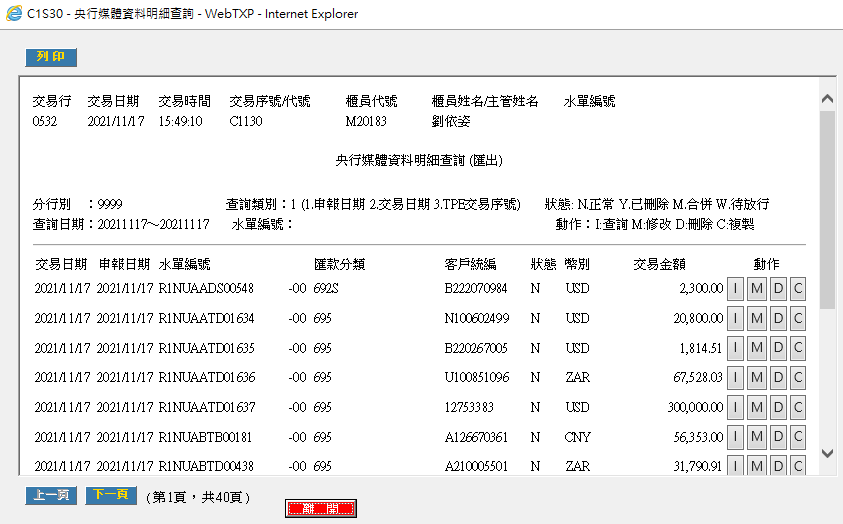 C1S30 - 央行媒體資料明細查詢 - WebTXP - Internet Explorer
列 印
交易行 交易日期 交易時間 交易序號/代號 櫃員代號 櫃員姓名/主管姓名 水單編號
0532 2021/11/17 15:49:10 C1130 M20183 劉依姿
央行媒體資料明細查詢 (匯出)
分行別 ：9999 查詢類別：1 (1.申報日期 2.交易日期 3.TPE交易序號) 狀態: N.正常 Y.已刪除 M.合併 W.待放行
查詢日期：20211117～20211117 水單編號： 動作：I:查詢 M:修改 D:刪除 C:複製
交易日期 申報日期 水單編號 匯款分類 客戶統編 狀態 幣別 交易金額 動作
2021/11/17 2021/11/17 R1NUAADS00548 -00 692S B222070984 N USD 2,300.00 I M D C
2021/11/17 2021/11/17 R1NUAATD01634 -00 695 N100602499 N USD 20,800.00 I M D C
2021/11/17 2021/11/17 R1NUAATD01635 -00 695 B220267005 N USD 1,814.51 I M D C
2021/11/17 2021/11/17 R1NUAATD01636 -00 695 U100851096 N ZAR 67,528.03 I M D C
2021/11/17 2021/11/17 R1NUAATD01637 -00 695 12753383 N USD 300,000.00 I M D C
2021/11/17 2021/11/17 R1NUABTB00181 -00 695 A126670361 N CNY 56,353.00 I M D C
2021/11/17 2021/11/17 R1NUABTD00438 -00 695 A210005501 N ZAR 31,790.91 I M D C
上一頁 下一頁 (第1頁，共40頁)
離 開